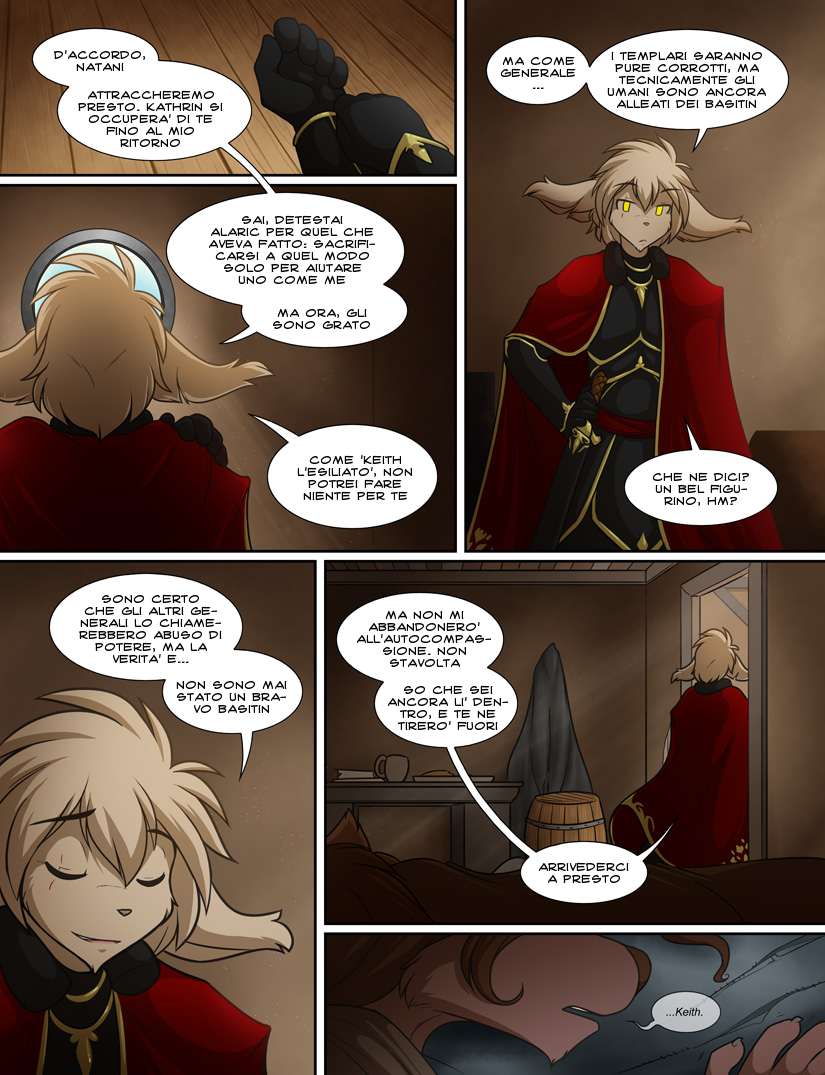 D'ACCORDO,
NATANI
ATTRACCHEREMO
PRESTO. KATHRIN SI
OCCUPERA' DI TE
FINO AL MIO
RITORNO
SAI, DETESTAI
ALARIC PER QUEL CHE
AVEVA FATTO: SACRIFI-
CARSI A QUEL MODO
SOLO PER AIUTARE
UNO COME ME
MA ORA, GLI
SONO GRATO
COME 'KEITH
L'ESILIATO', NON
POTREI FARE
NIENTE PER TE
MA COME
GENERALE
...
I TEMPLARI SARANNO
PURE CORROTTI, MA
TECNICAMENTE GLI
UMANI SONO ANCORA
ALLEATI DEI BASITIN
CHE NE DICI?
UN BEL FIGU-
RINO, HM?
SONO CERTO
CHE GLI ALTRI GE-
NERALI LO CHIAME-
REBBERO ABUSO DI
POTERE, MA LA
VERITA' E...
NON SONO MAI
STATO UN BRA-
VO BASITIN
MA NON MI
ABBANDONERO'
ALL'AUTOCOMPAS-
SIONE. NON
STAVOLTA
SO CHE SEI
ANCORA LI' DEN-
TRO, E TE NE
TIRERO' FUORI
ARRIVEDERCI
A PRESTO
...Keith.